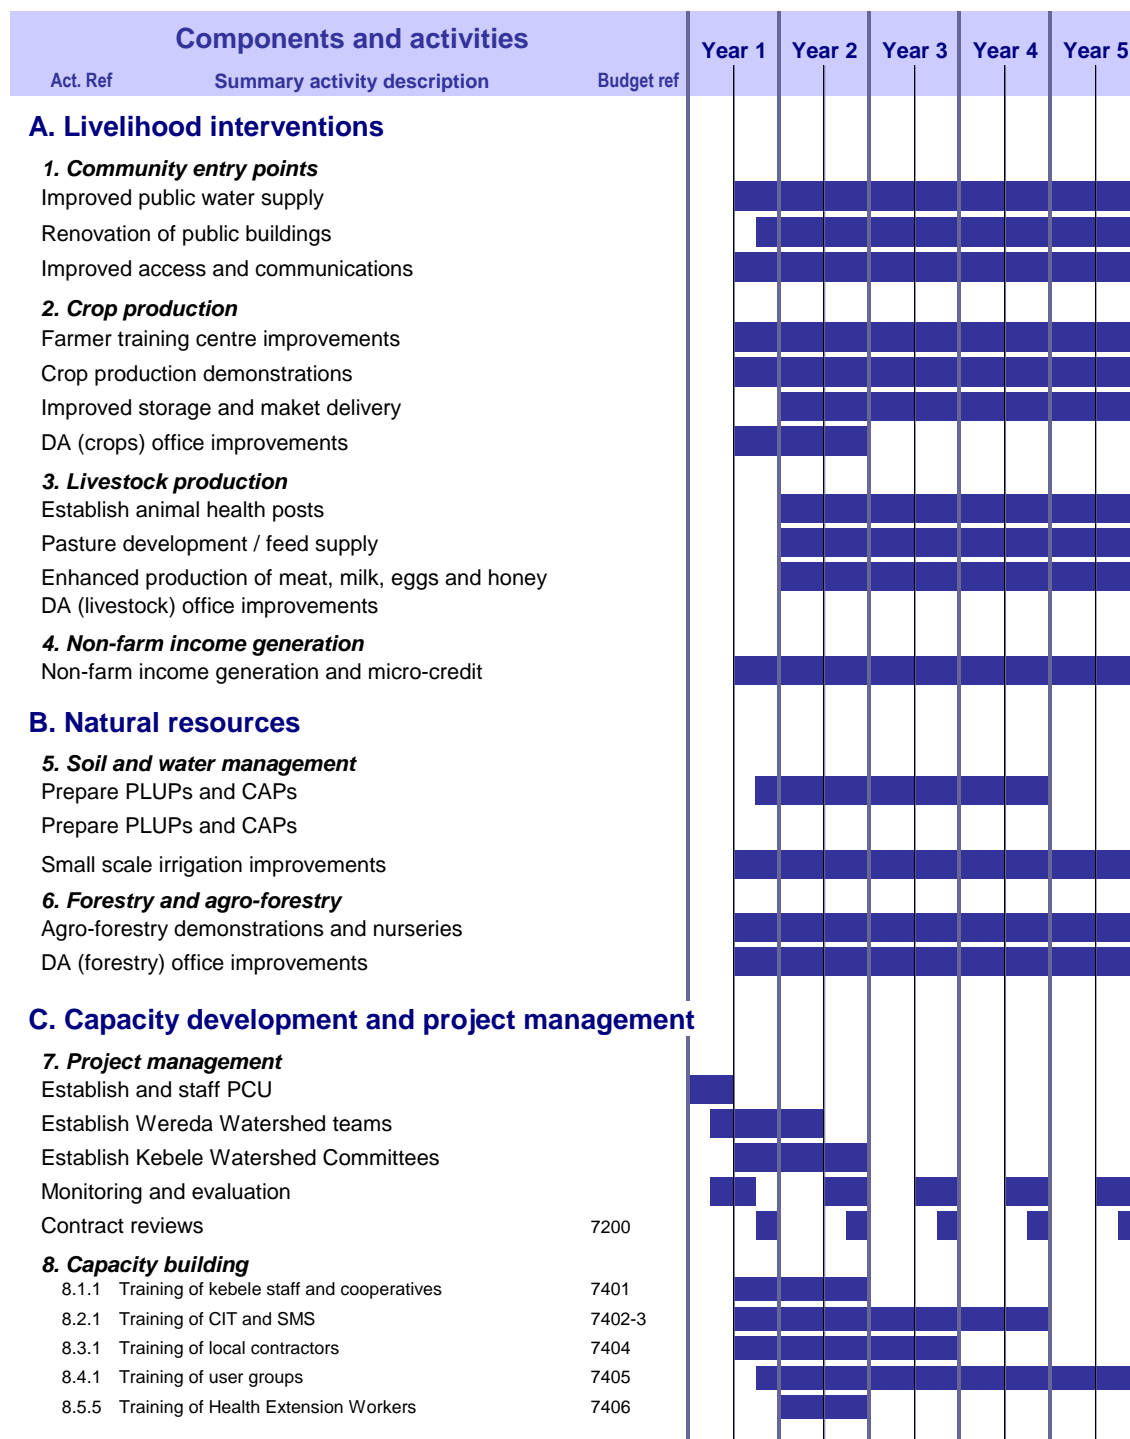 Components and activities
Year 1 Year 2 Year 3 Year 4 Year 5
Act. Ref Summary activity description Budget ref
A. Livelihood interventions
1. Community entry points
Improved public water supply
Renovation of public buildings
Improved access and communications
2. Crop production
Farmer training centre improvements
Crop production demonstrations
Improved storage and maket delivery
DA (crops) office improvements
3. Livestock production
Establish animal health posts
Pasture development / feed supply
Enhanced production of meat, milk, eggs and honey
DA (livestock) office improvements
4. Non-farm income generation
Non-farm income generation and micro-credit
B. Natural resources
5. Soil and water management
Prepare PLUPs and CAPs
Prepare PLUPs and CAPs
Small scale irrigation improvements
6. Forestry and agro-forestry
Agro-forestry demonstrations and nurseries
DA (forestry) office improvements
C. Capacity development and project management
7. Project management
Establish and staff PCU
Establish Wereda Watershed teams
Establish Kebele Watershed Committees
Monitoring and evaluation
Contract reviews 7200
8. Capacity building
8.1.1 Training of kebele staff and cooperatives 7401
8.2.1 Training of CIT and SMS 7402-3
8.3.1 Training of local contractors 7404
8.4.1 Training of user groups 7405
8.5.5 Training of Health Extension Workers 7406